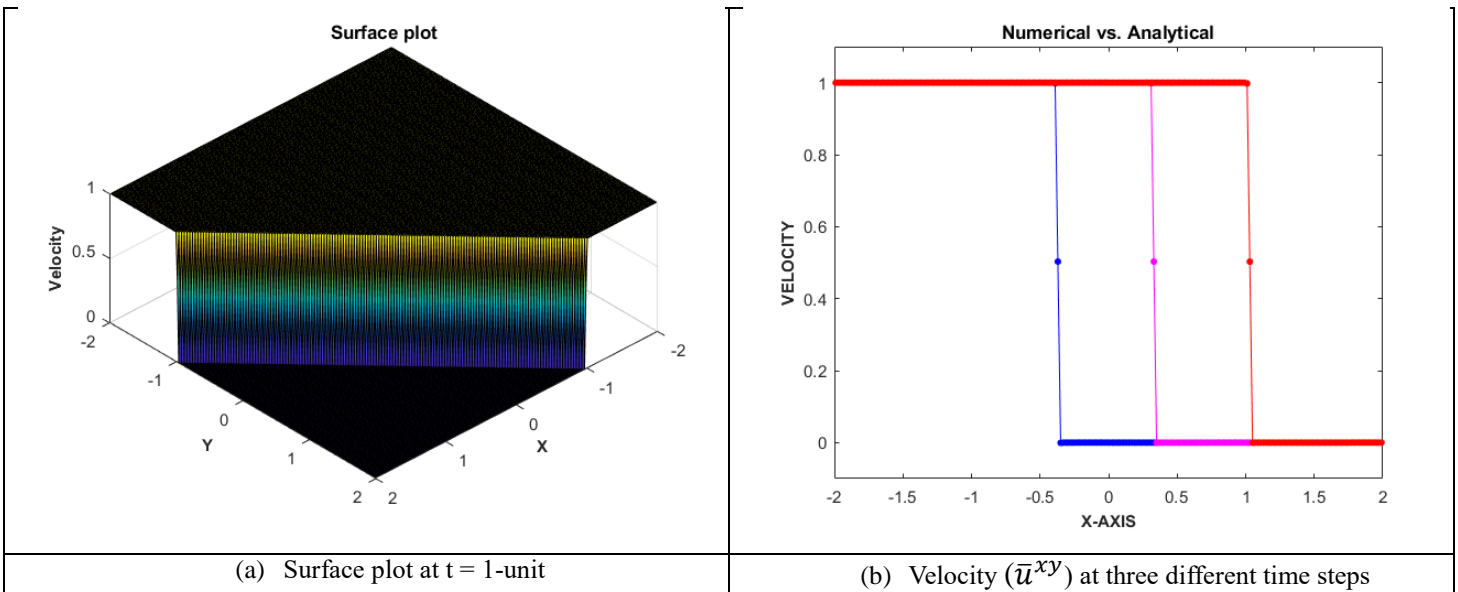 Surface plot
1
0.5
0
Velocity
-2
-1
0
1
2
Y
2
1
0
-1
-2
X
Numerical vs. Analytical
1
0.8
0.6
0.4
0.2
0
VELOCITY
-2 -1.5 -1 -0.5 0 0.5 1 1.5 2
X-AXIS
(a) Surface plot at t = 1-unit
(b) Velocity (ū^{xy}) at three different time steps